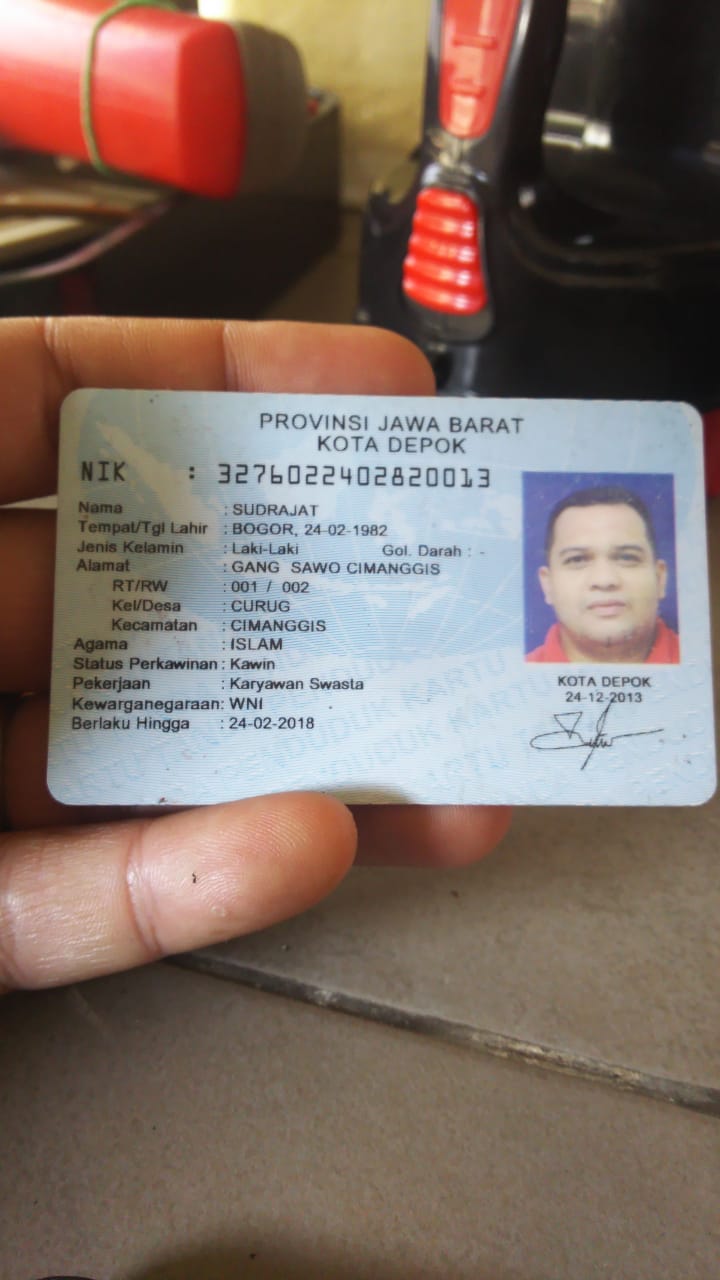 PROVINSI JAWA BARAT
KOTA DEPOK
NIK : 3276022402820013
Nama : SUDRAJAT
Tempat/Tgl Lahir : BOGOR, 24-02-1982
Jenis Kelamin : Laki-Laki Gol. Darah : -
Alamat : GANG SAWO CIMANGGIS
RT/RW : 001 / 002
Kel/Desa : CURUG
Kecamatan : CIMANGGIS
Agama : ISLAM
Status Perkawinan : Kawin
Pekerjaan : Karyawan Swasta
Kewarganegaraan : WNI
Berlaku Hingga : 24-02-2018
KOTA DEPOK
24-12-2013